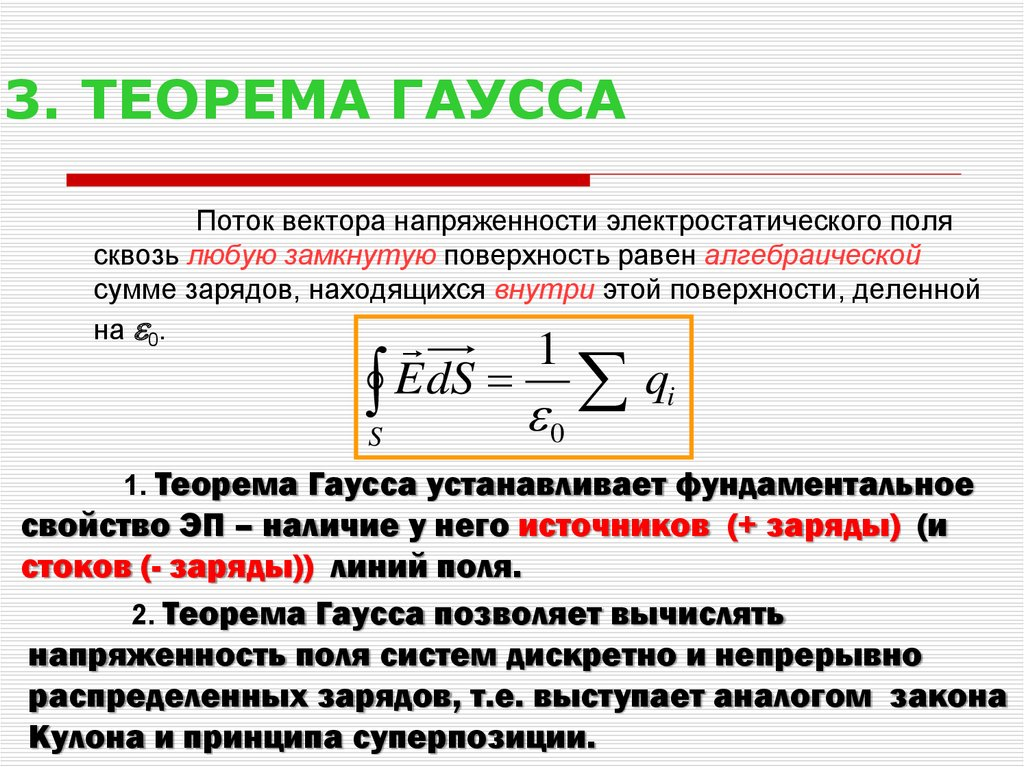 3. ТЕОРЕМА ГАУССА
Поток вектора напряженности электростатического поля
сквозь любую замкнутую поверхность равен алгебраической
сумме зарядов, находящихся внутри этой поверхности, деленной
на ε₀.
∮_S E⃗ dS⃗ = 1/ε₀ ∑ qᵢ
1. Теорема Гаусса устанавливает фундаментальное
свойство ЭП – наличие у него источников (+ заряды) (и
стоков (- заряды)) линий поля.
2. Теорема Гаусса позволяет вычислять
напряженность поля систем дискретно и непрерывно
распределенных зарядов, т.е. выступает аналогом закона
Кулона и принципа суперпозиции.